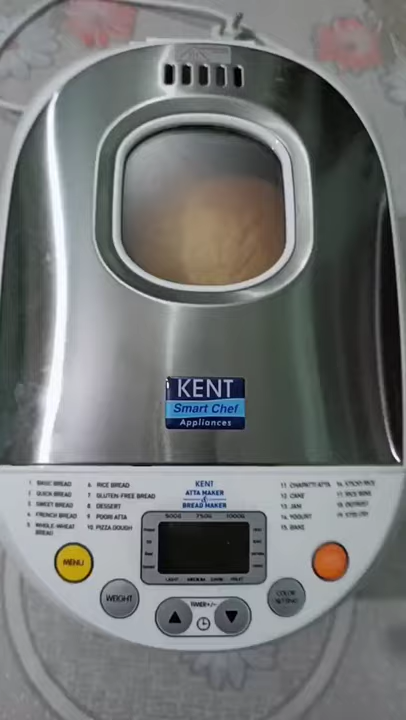 KENT
Smart Chef
Appliances
1. BASIC BREAD
2. QUICK BREAD
3. SWEET BREAD
4. FRENCH BREAD
5. WHOLE-WHEAT
BREAD
6. RICE BREAD
7. GLUTEN-FREE BREAD
8. DESSERT
9. POORI ATTA
10. PIZZA DOUGH
KENT
ATTA MAKER
&
BREAD MAKER
11. CHAPATTI ATTA
12. CAKE
13. JAM
14. YOGURT
15. BAKE
500G 750G 1000G
LIGHT MEDIUM DARK
MENU
WEIGHT
TIMER+/-
COLOR